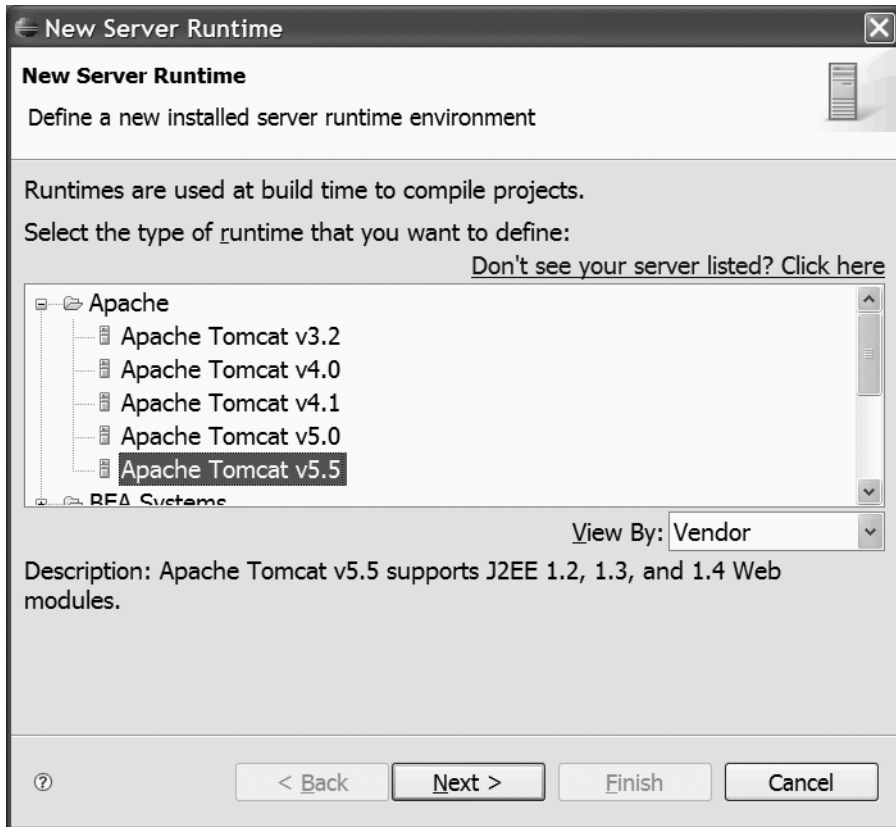 New Server Runtime
New Server Runtime
Define a new installed server runtime environment
Runtimes are used at build time to compile projects.
Select the type of runtime that you want to define:
Don't see your server listed? Click here
Apache
Apache Tomcat v3.2
Apache Tomcat v4.0
Apache Tomcat v4.1
Apache Tomcat v5.0
Apache Tomcat v5.5
BEA Systems
View By: Vendor
Description: Apache Tomcat v5.5 supports J2EE 1.2, 1.3, and 1.4 Web
modules.
? < Back Next > Finish Cancel